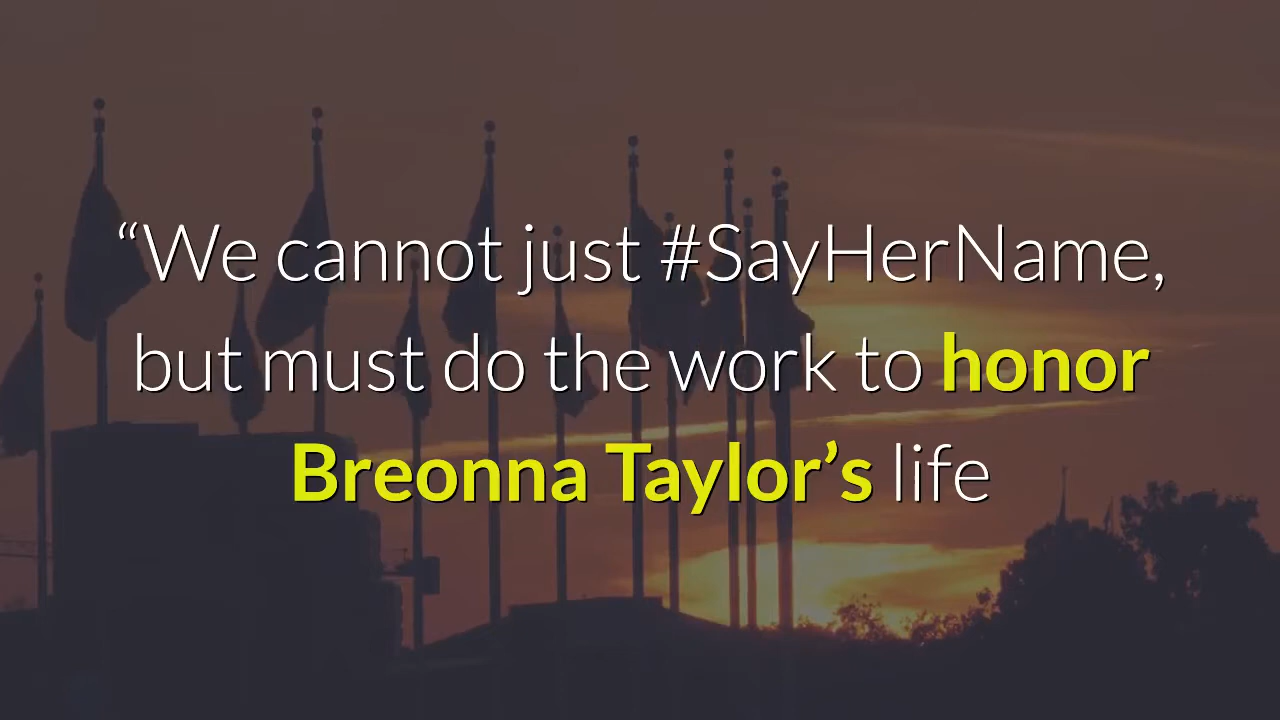 “We cannot just #SayHerName,
but must do the work to honor
Breonna Taylor’s life